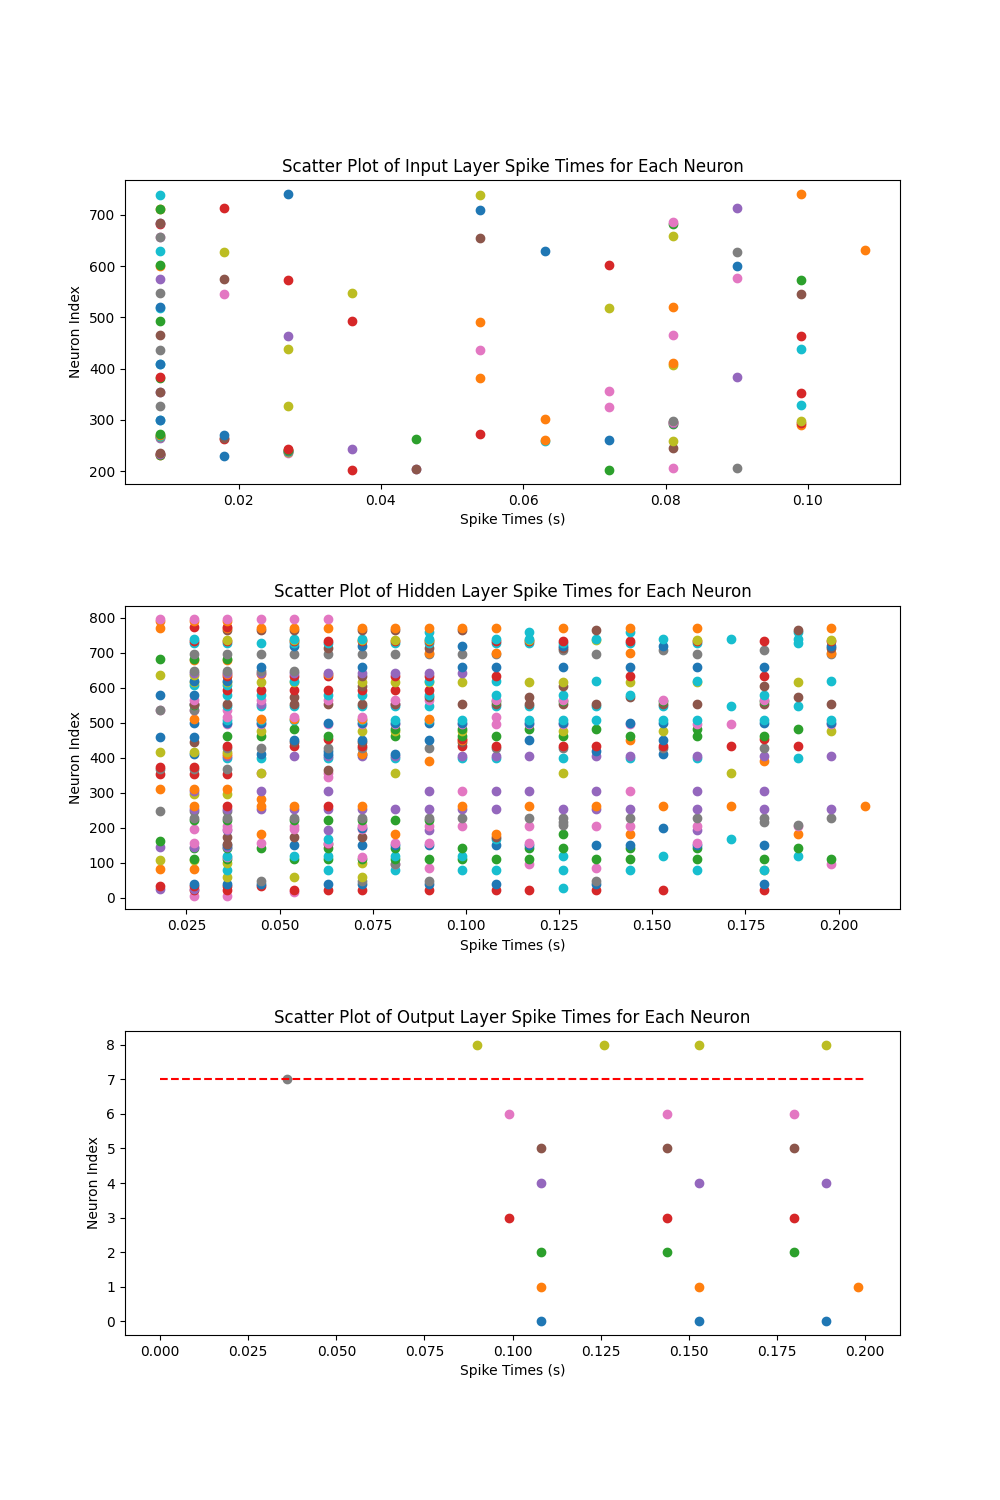 Scatter Plot of Input Layer Spike Times for Each Neuron
700
600
500
400
300
200
Neuron Index
0.02 0.04 0.06 0.08 0.10
Spike Times (s)
Scatter Plot of Hidden Layer Spike Times for Each Neuron
800
700
600
500
400
300
200
100
0
Neuron Index
0.025 0.050 0.075 0.100 0.125 0.150 0.175 0.200
Spike Times (s)
Scatter Plot of Output Layer Spike Times for Each Neuron
8
7
6
5
4
3
2
1
0
Neuron Index
0.000 0.025 0.050 0.075 0.100 0.125 0.150 0.175 0.200
Spike Times (s)